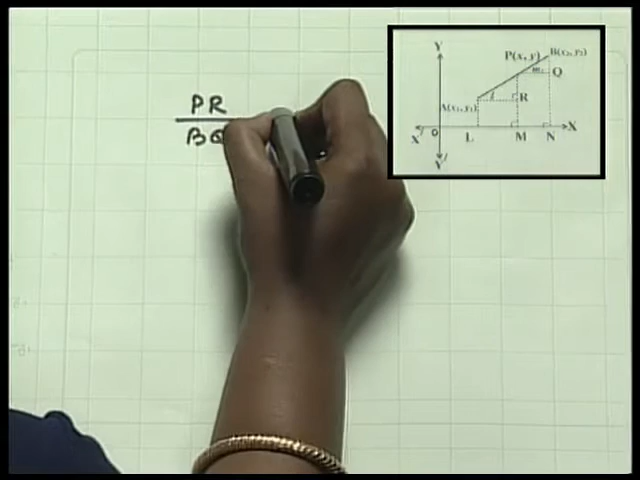 PR
BQ
Y
P(x, y)
B(x₂, y₂)
m
Q
A(x₁, y₁)
l
R
X' O L M N X
Y'